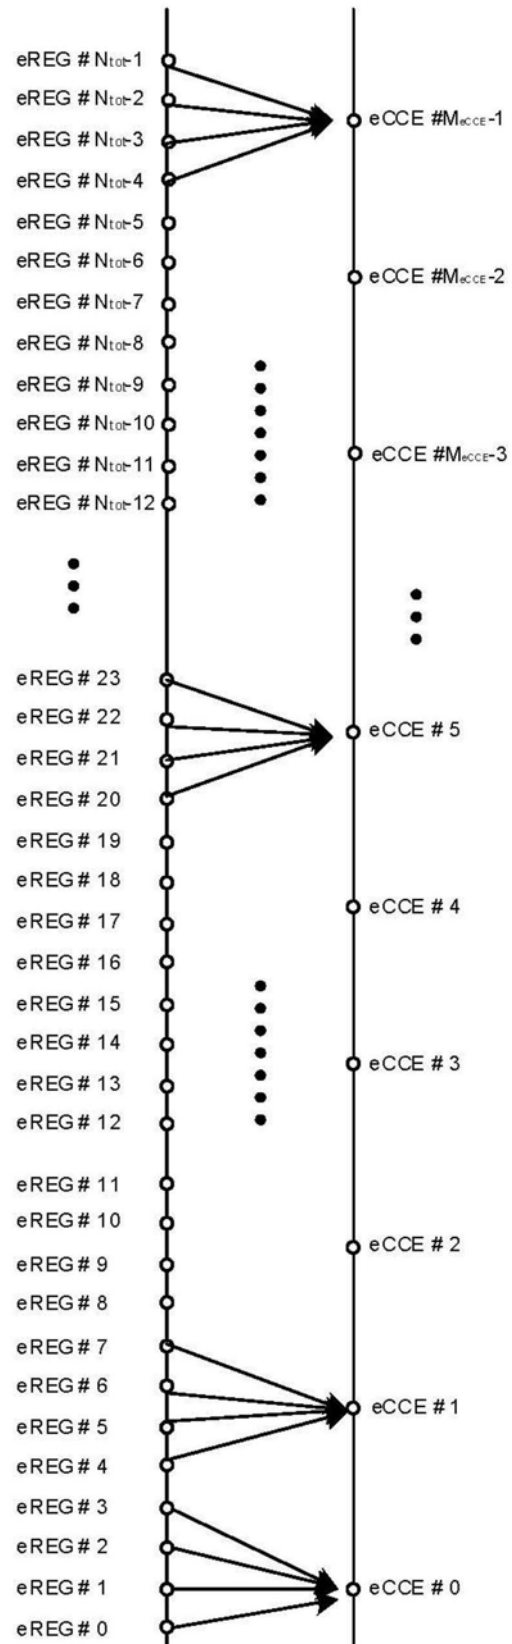 eREG #Ntot-1
eREG #Ntot-2
eREG #Ntot-3
eREG #Ntot-4
eREG #Ntot-5
eREG #Ntot-6
eREG #Ntot-7
eREG #Ntot-8
eREG #Ntot-9
eREG #Ntot-10
eREG #Ntot-11
eREG #Ntot-12
eREG# 23
eREG# 22
eREG# 21
eREG# 20
eREG# 19
eREG# 18
eREG# 17
eREG# 16
eREG# 15
eREG# 14
eREG# 13
eREG# 12
eREG# 11
eREG# 10
eREG# 9
eREG# 8
eREG# 7
eREG# 6
eREG# 5
eREG# 4
eREG# 3
eREG# 2
eREG# 1
eREG# 0
eCCE #MeCCE-1
eCCE #MeCCE-2
eCCE #MeCCE-3
eCCE # 5
eCCE # 4
eCCE # 3
eCCE # 2
eCCE # 1
eCCE # 0